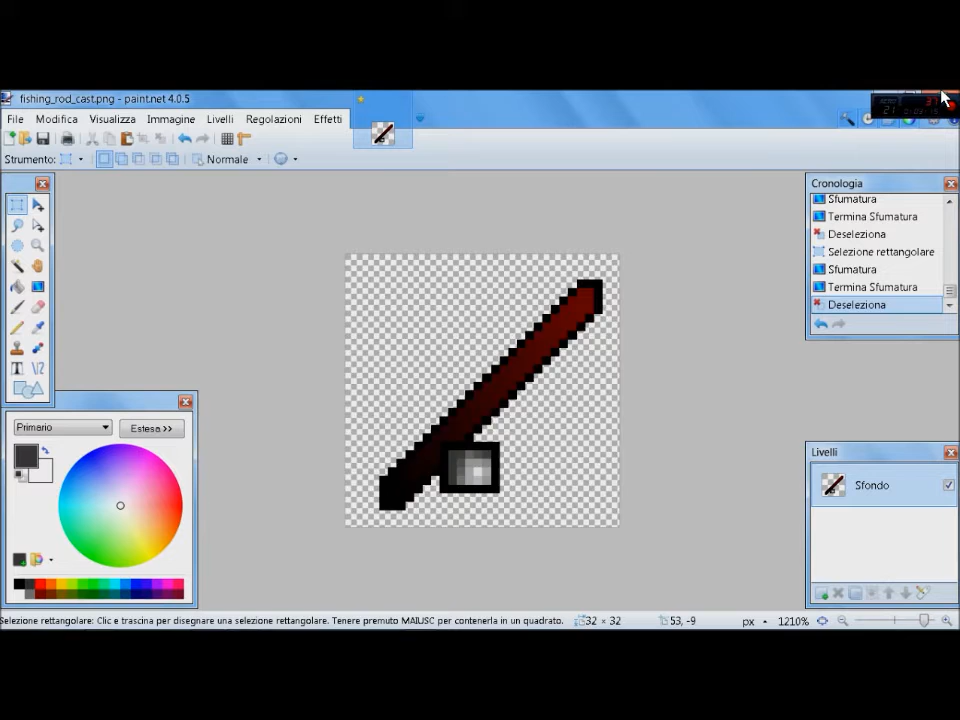 fishing_rod_cast.png - paint.net 4.0.5
File Modifica Visualizza Immagine Livelli Regolazioni Effetti
Strumento: Normale
Cronologia
Sfumatura
Termina Sfumatura
Deseleziona
Selezione rettangolare
Sfumatura
Termina Sfumatura
Deseleziona
Primario Estesa >>
Livelli
Sfondo
Selezione rettangolare: Clic e trascina per disegnare una selezione rettangolare. Tenere premuto MAIUSC per contenerla in un quadrato. 32 × 32 53, -9 px 1210%